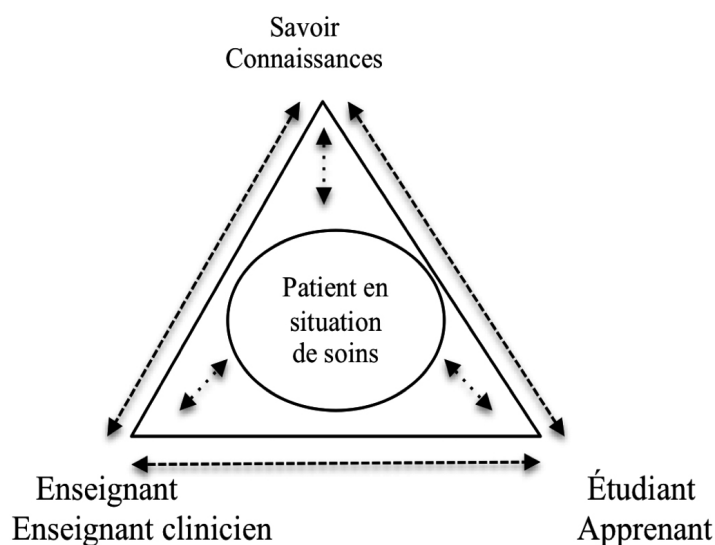 Savoir
Connaissances
Patient en
situation
de soins
Enseignant
Enseignant clinicien
Étudiant
Apprenant